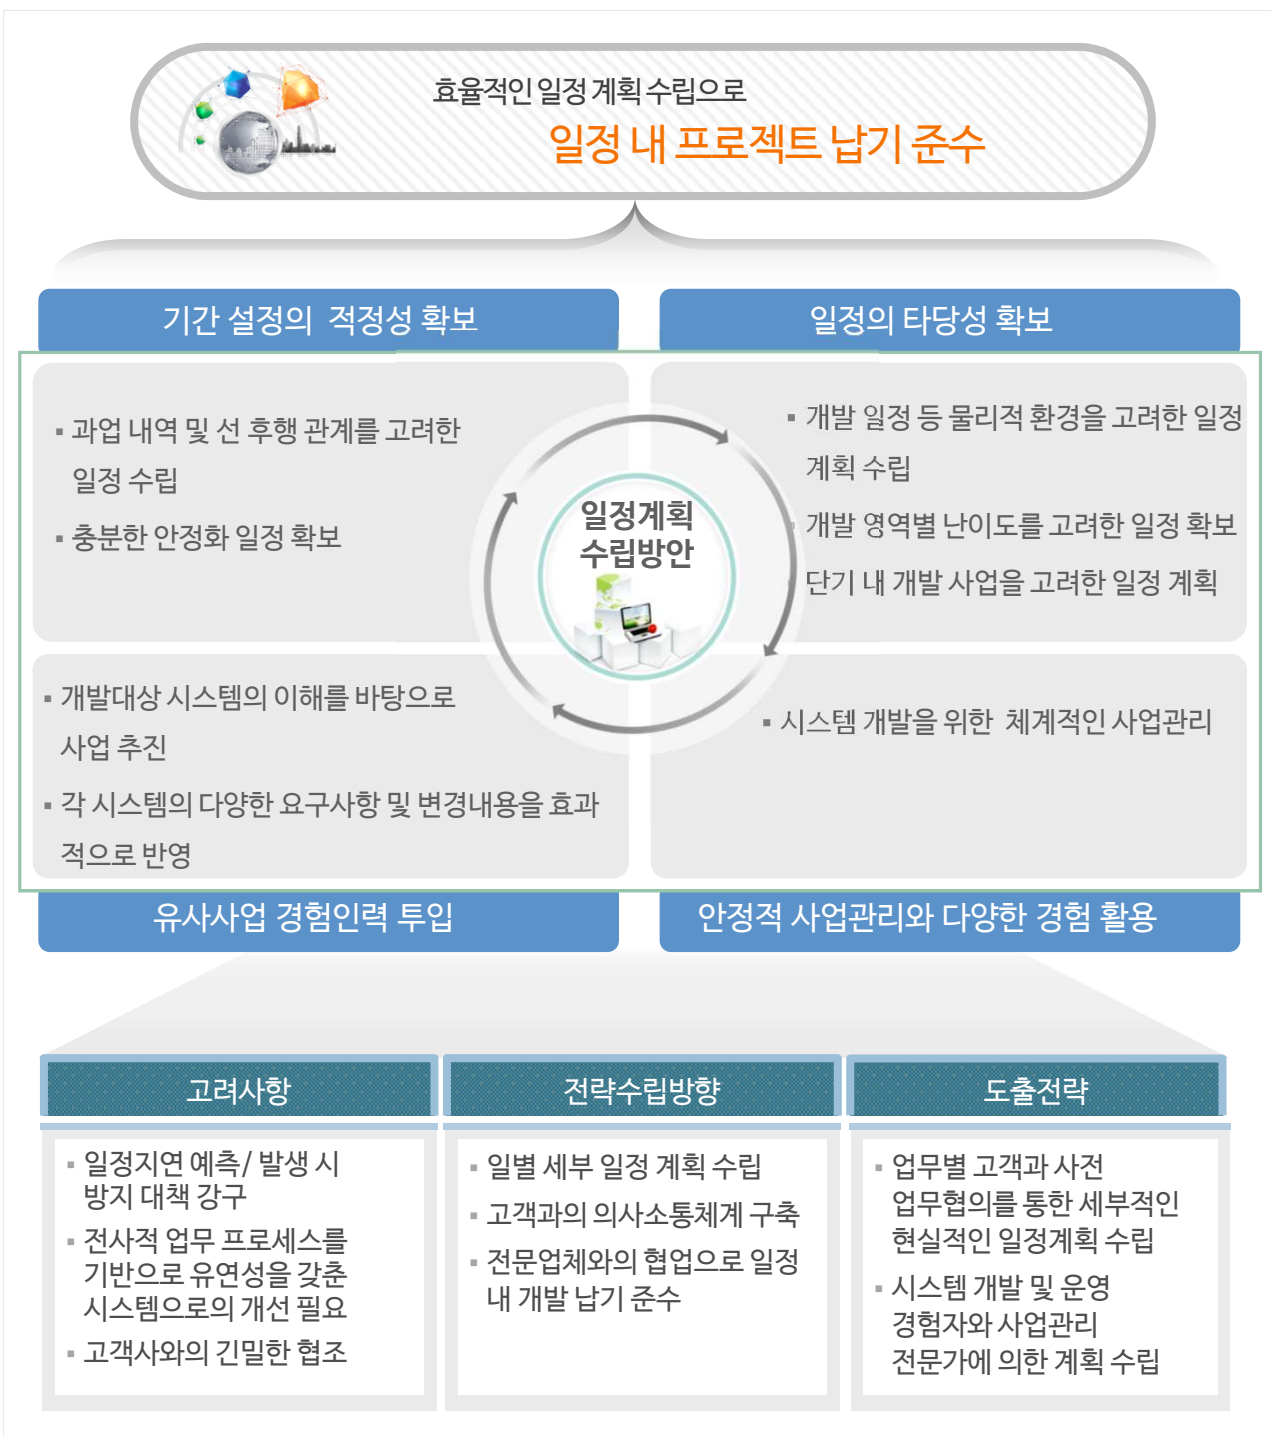 효율적인 일정 계획 수립으로
일정 내 프로젝트 납기 준수
기간 설정의 적정성 확보
▪ 과업 내역 및 선 후행 관계를 고려한
일정 수립
▪ 충분한 안정화 일정 확보
일정의 타당성 확보
▪ 개발 일정 등 물리적 환경을 고려한 일정
계획 수립
▪ 개발 영역별 난이도를 고려한 일정 확보
▪ 단기 내 개발 사업을 고려한 일정 계획
일정계획
수립방안
▪ 개발대상 시스템의 이해를 바탕으로
사업 추진
▪ 각 시스템의 다양한 요구사항 및 변경내용을 효과
적으로 반영
유사사업 경험인력 투입
▪ 시스템 개발을 위한 체계적인 사업관리
안정적 사업관리와 다양한 경험 활용
고려사항
▪ 일정지연 예측/ 발생 시
방지 대책 강구
▪ 전사적 업무 프로세스를
기반으로 유연성을 갖춘
시스템으로의 개선 필요
▪ 고객사와의 긴밀한 협조
전략수립방향
▪ 일별 세부 일정 계획 수립
▪ 고객과의 의사소통체계 구축
▪ 전문업체와의 협업으로 일정
내 개발 납기 준수
도출전략
▪ 업무별 고객과 사전
업무협의를 통한 세부적인
현실적인 일정계획 수립
▪ 시스템 개발 및 운영
경험자와 사업관리
전문가에 의한 계획 수립